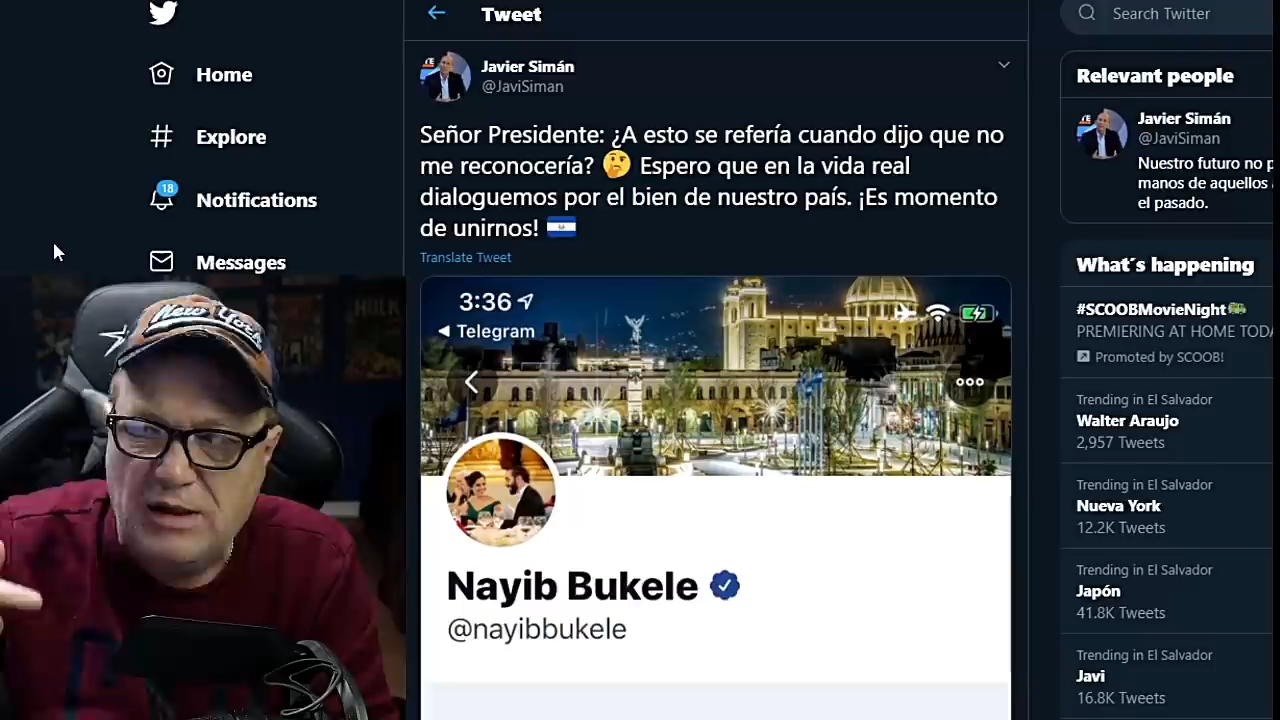 Tweet
Search Twitter
Home
Explore
18
Notifications
Messages
Javier Simán
@JaviSiman
Señor Presidente: ¿A esto se refería cuando dijo que no
me reconocería? 🤔 Espero que en la vida real
dialoguemos por el bien de nuestro país. ¡Es momento
de unirnos! 🇸🇻
Translate Tweet
3:36
Telegram
Nayib Bukele
@nayibbukele
Relevant people
Javier Simán
@JaviSiman
Nuestro futuro no p
manos de aquellos
el pasado.
What´s happening
#SCOOBMovieNight
PREMIERING AT HOME TODA
Promoted by SCOOB!
Trending in El Salvador
Walter Araujo
2,957 Tweets
Trending in El Salvador
Nueva York
12.2K Tweets
Trending in El Salvador
Japón
41.8K Tweets
Trending in El Salvador
Javi
16.8K Tweets
New York
HULK